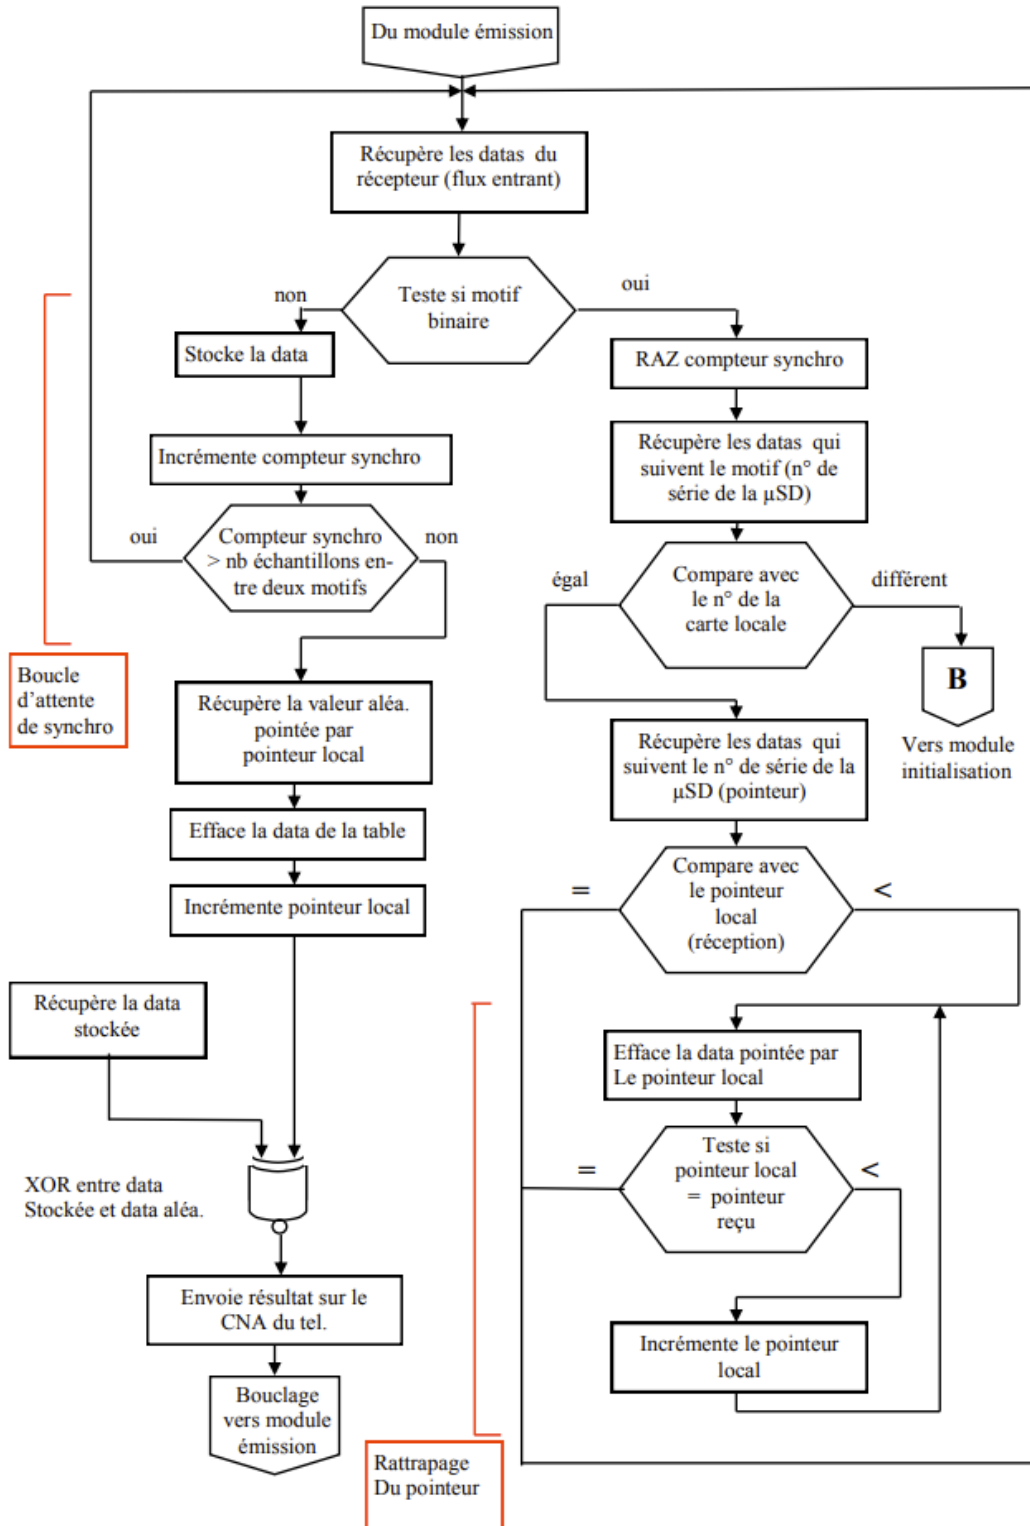 Du module émission
Récupère les datas du
récepteur (flux entrant)
Teste si motif
binaire
non
oui
Stocke la data
RAZ compteur synchro
Incrémente compteur synchro
Récupère les datas qui
suivent le motif (n° de
série de la µSD)
Compteur synchro
> nb échantillons en-
tre deux motifs
oui
non
Compare avec
le n° de la
carte locale
égal
différent
B
Vers module
initialisation
Boucle
d'attente
de synchro
Récupère la valeur aléa.
pointée par
pointeur local
Récupère les datas qui
suivent le n° de série de la
µSD (pointeur)
Efface la data de la table
Incrémente pointeur local
Compare avec
le pointeur
local
(réception)
=
<
Récupère la data
stockée
Efface la data pointée par
Le pointeur local
Teste si
pointeur local
= pointeur
reçu
=
<
XOR entre data
Stockée et data aléa.
Envoie résultat sur le
CNA du tel.
Incrémente le pointeur
local
Bouclage
vers module
émission
Rattrapage
Du pointeur